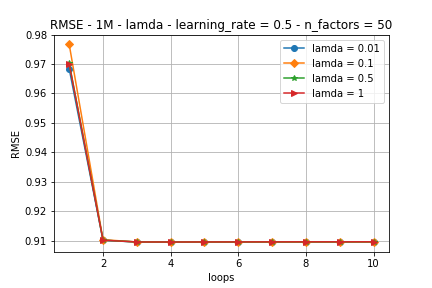 RMSE - 1M - lamda - learning_rate = 0.5 - n_factors = 50
0.98
0.97
0.96
0.95
0.94
0.93
0.92
0.91
RMSE
lamda = 0.01
lamda = 0.1
lamda = 0.5
lamda = 1
2 4 6 8 10
loops